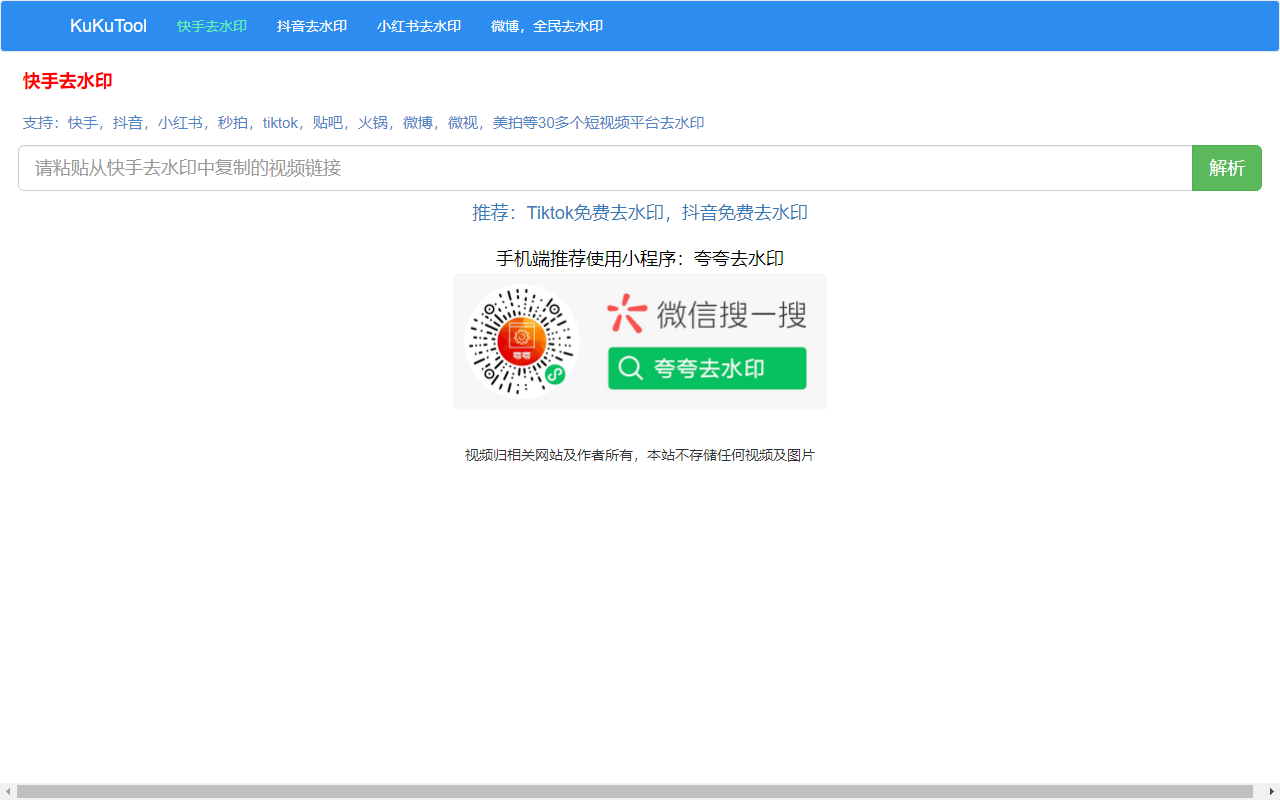 KuKuTool 快手去水印 抖音去水印 小红书去水印 微博，全民去水印
快手去水印
支持：快手，抖音，小红书，秒拍，tiktok，贴吧，火锅，微博，微视，美拍等30多个短视频平台去水印
请粘贴从快手去水印中复制的视频链接 解析
推荐：Tiktok免费去水印，抖音免费去水印
手机端推荐使用小程序：夸夸去水印
微信搜一搜
夸夸去水印
视频归相关网站及作者所有，本站不存储任何视频及图片